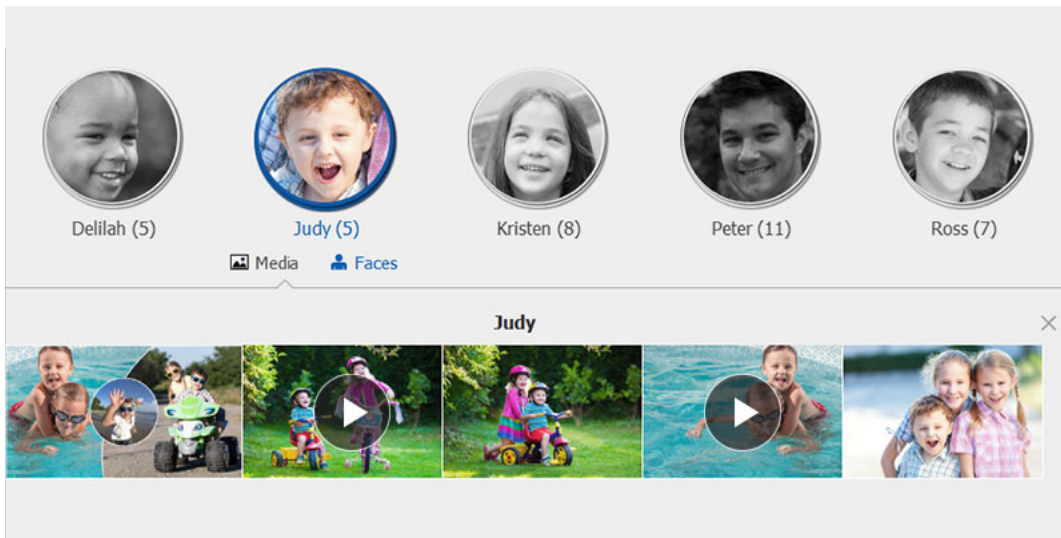 Delilah (5) Judy (5) Kristen (8) Peter (11) Ross (7)
Media Faces
Judy